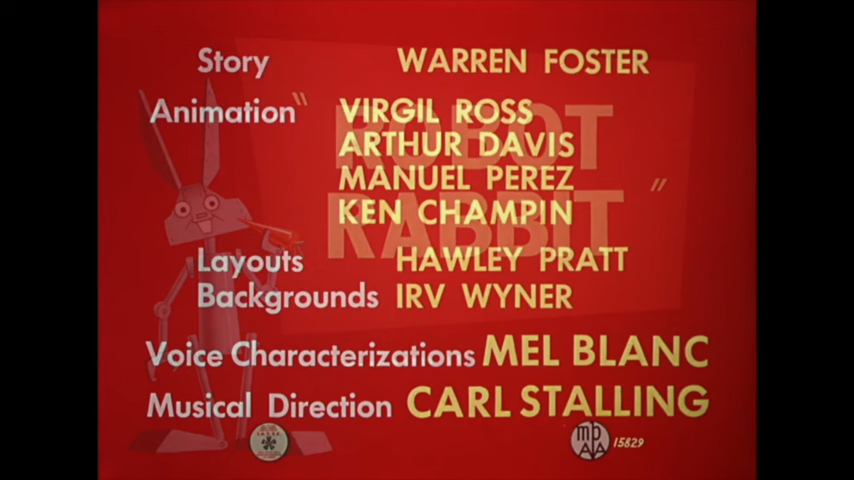 Story WARREN FOSTER
Animation VIRGIL ROSS
ARTHUR DAVIS
MANUEL PEREZ
KEN CHAMPIN
"ROBOT
RABBIT"
Layouts HAWLEY PRATT
Backgrounds IRV WYNER
Voice Characterizations MEL BLANC
Musical Direction CARL STALLING
MPAA 15829